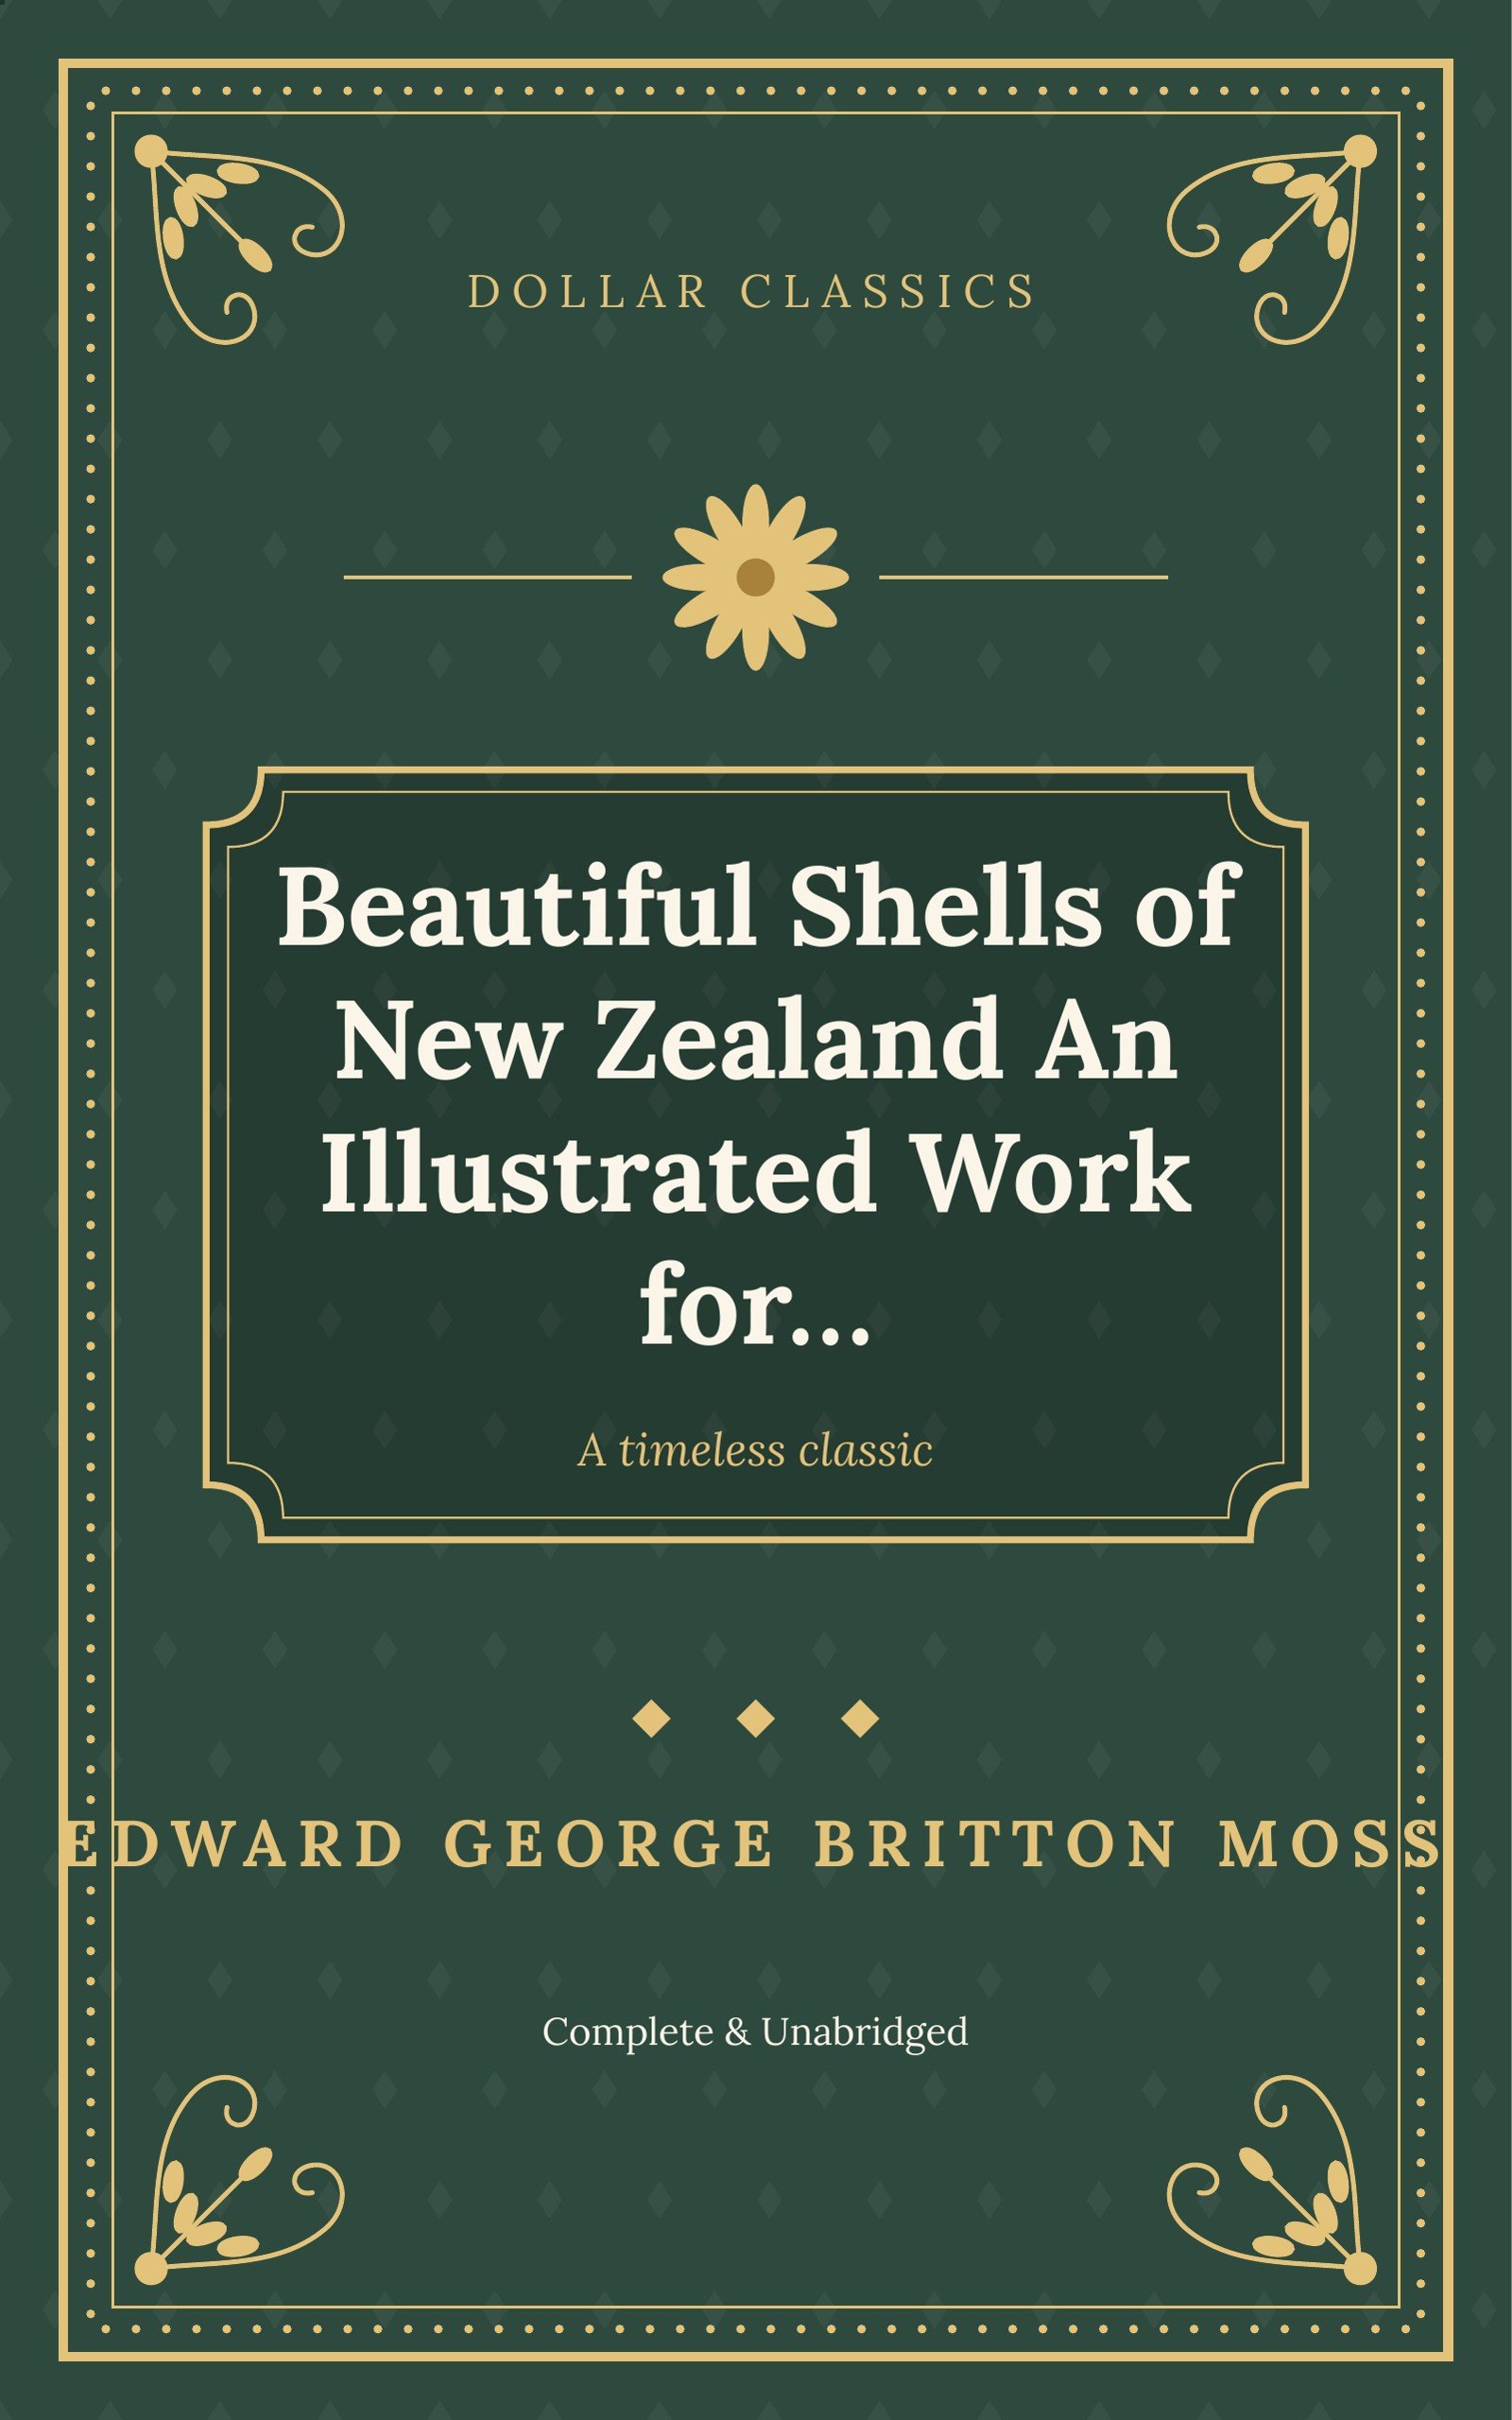 DOLLAR CLASSICS
Beautiful Shells of
New Zealand An
Illustrated Work
for...
A timeless classic
EDWARD GEORGE BRITTON MOSS
Complete & Unabridged